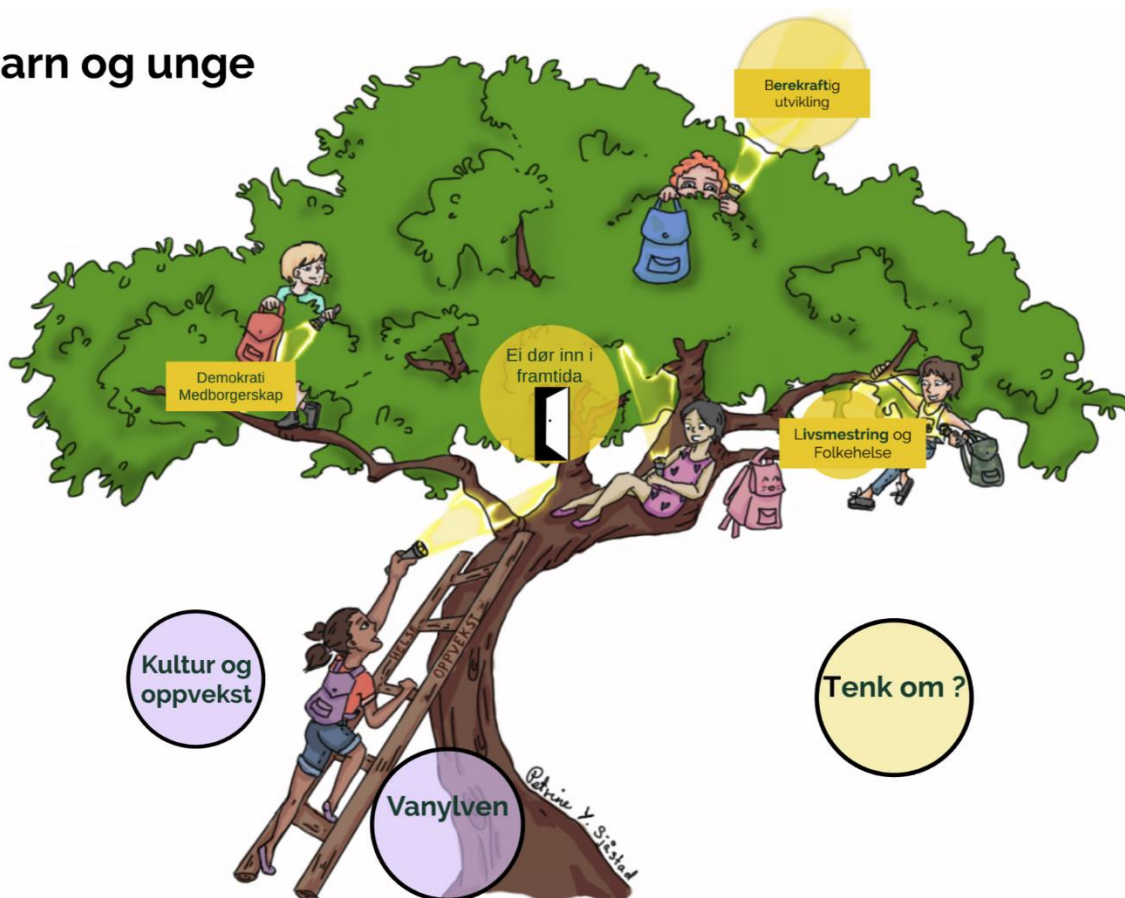 arn og unge
Berekraftig
utvikling
Demokrati
Medborgerskap
Ei dør inn i
framtida
Livsmestring og
Folkehelse
HELSE
OPPVEKST
Kultur og
oppvekst
Tenk om ?
Vanylven
Petrine Y. Sjåstad